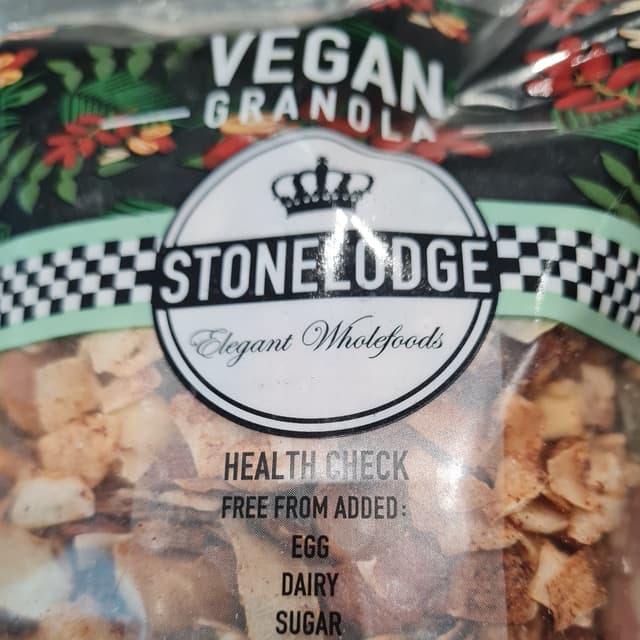 VEGAN
GRANOLA
STONELODGE
Elegant Wholefoods
HEALTH CHECK
FREE FROM ADDED:
EGG
DAIRY
SUGAR